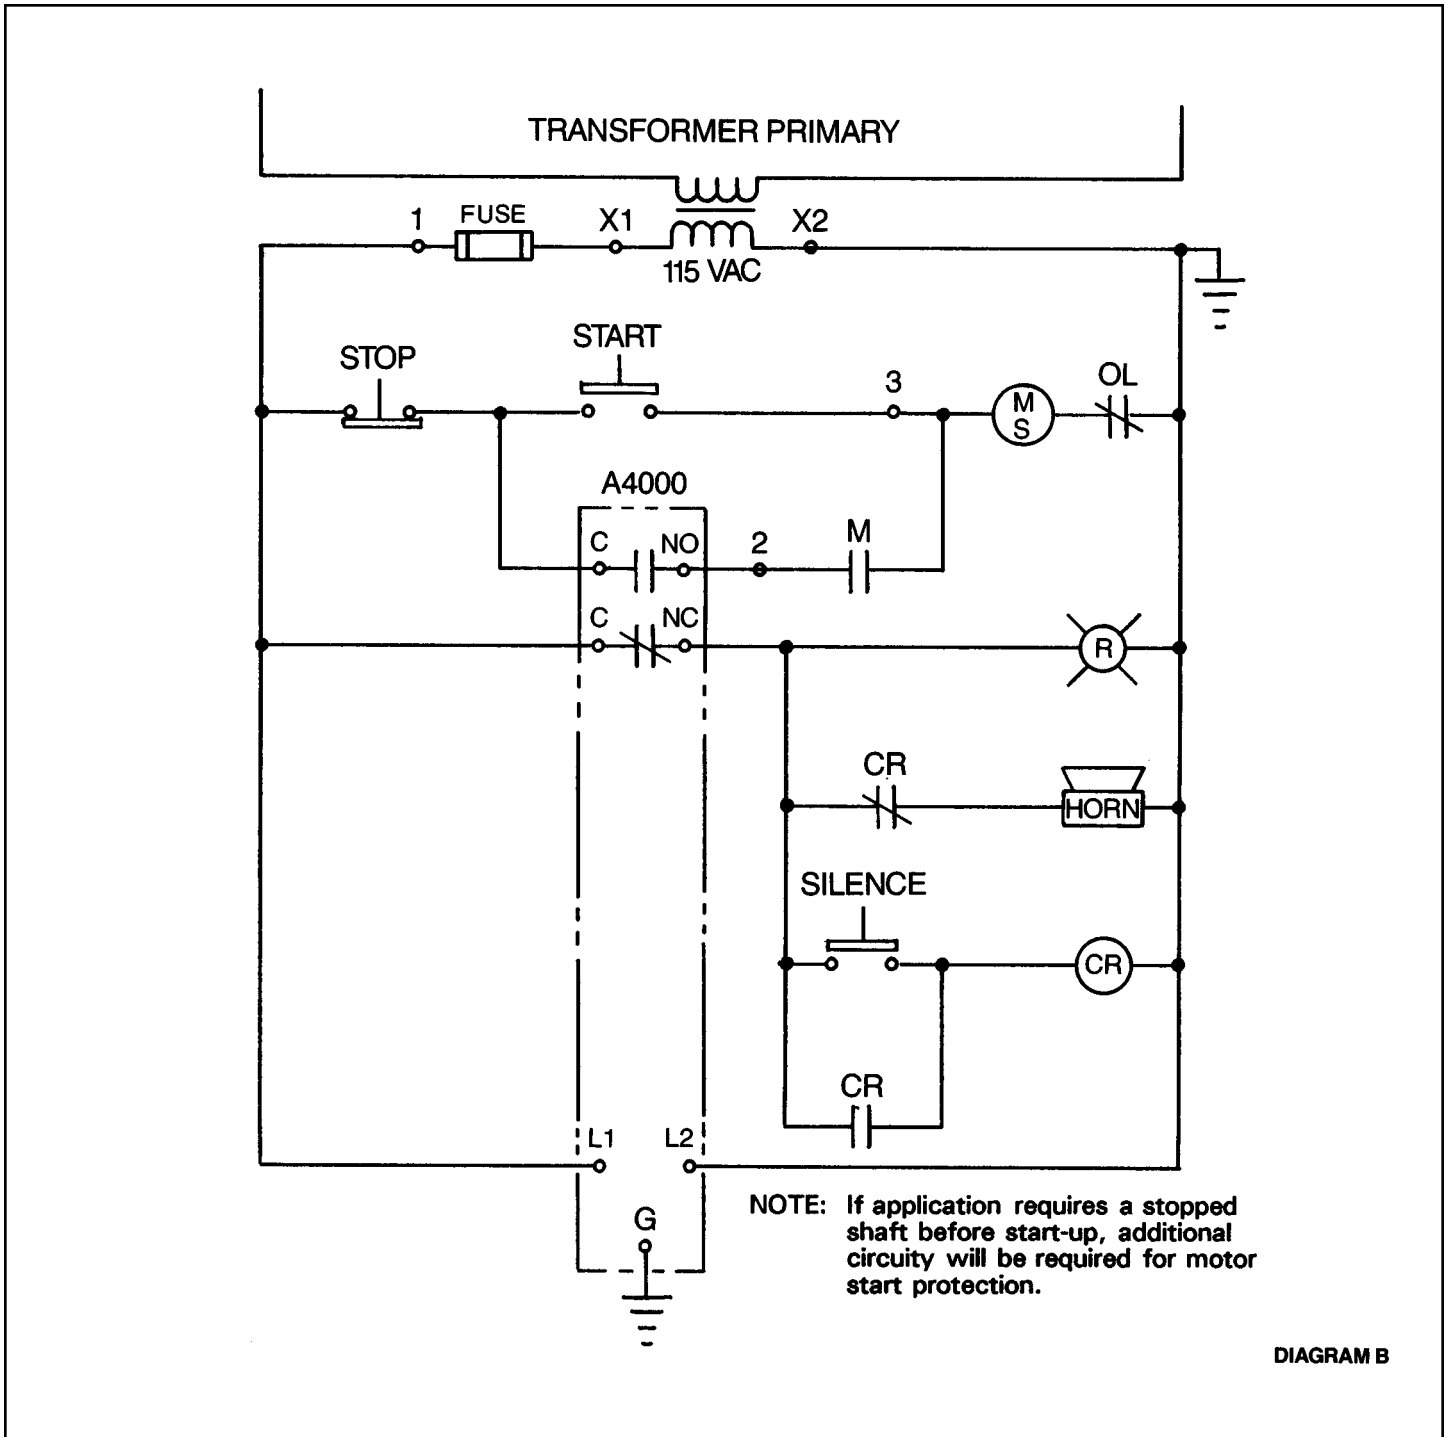 TRANSFORMER PRIMARY
1
FUSE
X1
X2
115 VAC
START
STOP
3
OL
M
S
A4000
C
NO
2
M
C
NC
R
CR
HORN
SILENCE
CR
CR
L1
L2
G
NOTE: If application requires a stopped
shaft before start-up, additional
circuity will be required for motor
start protection.
DIAGRAM B